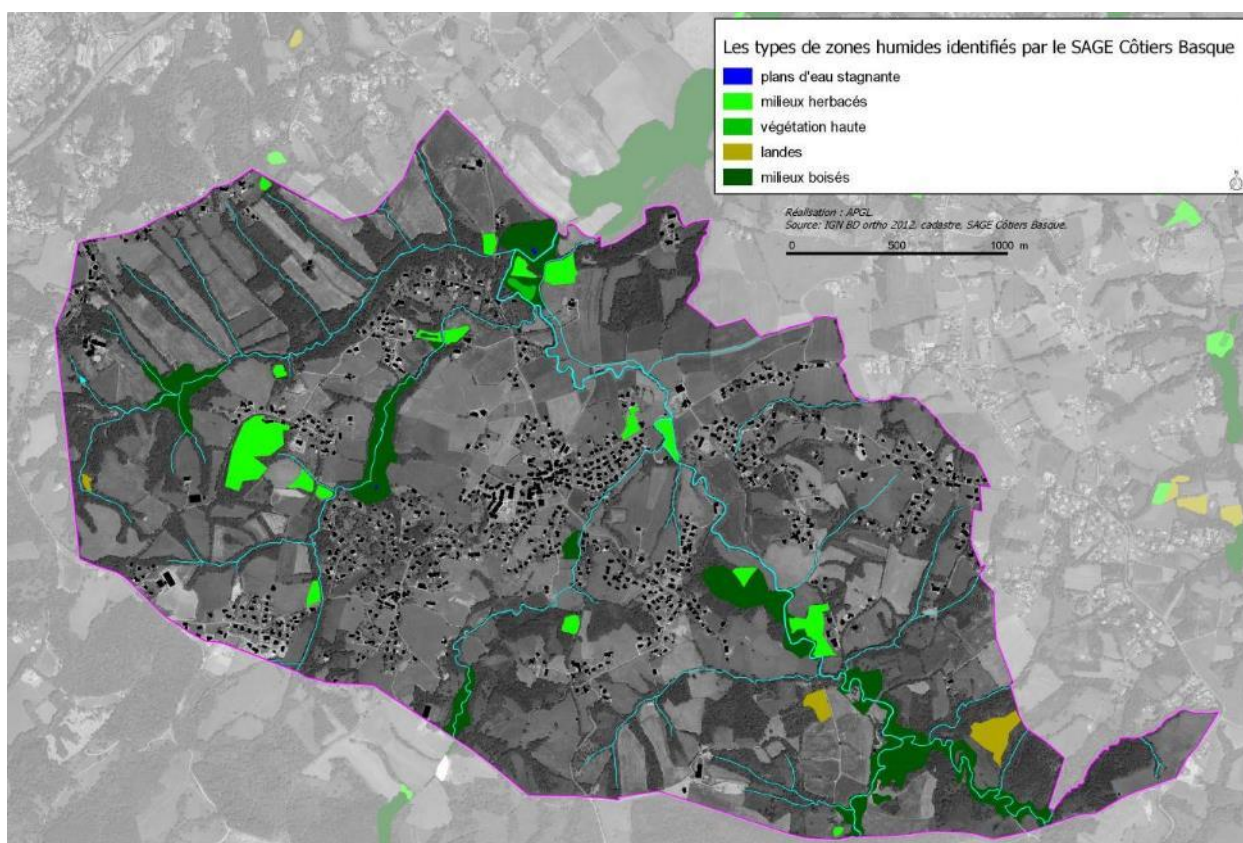 Les types de zones humides identifiés par le SAGE Côtiers Basque
plans d'eau stagnante
milieux herbacés
végétation haute
landes
milieux boisés
Réalisation : APGL.
Source: IGN BD ortho 2012, cadastre, SAGE Côtiers Basque.
0 500 1000 m